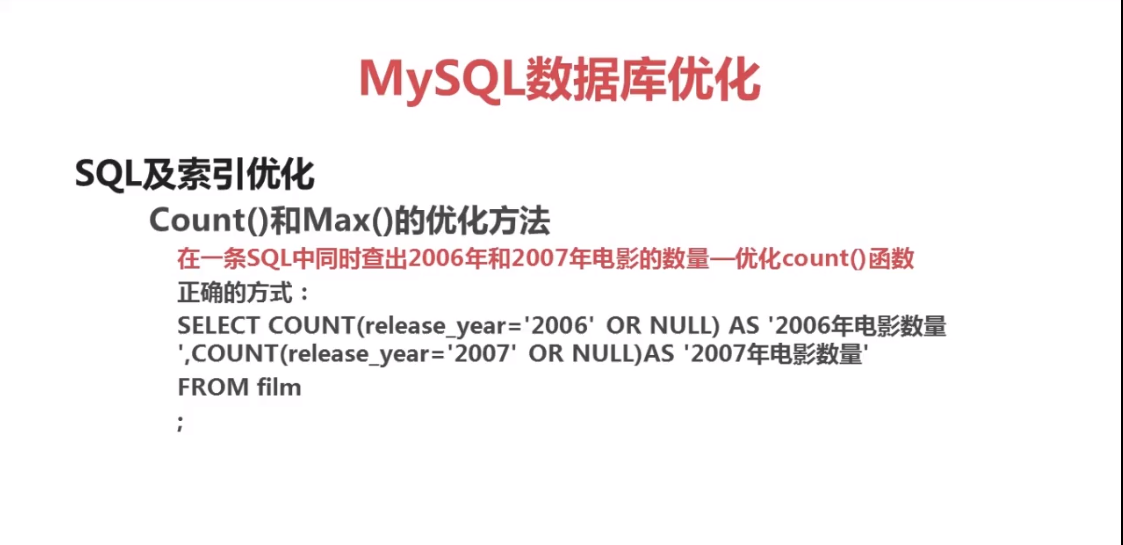 MySQL数据库优化
SQL及索引优化
Count()和Max()的优化方法
在一条SQL中同时查出2006年和2007年电影的数量—优化count()函数
正确的方式：
SELECT COUNT(release_year='2006' OR NULL) AS '2006年电影数量
',COUNT(release_year='2007' OR NULL)AS '2007年电影数量'
FROM film
;